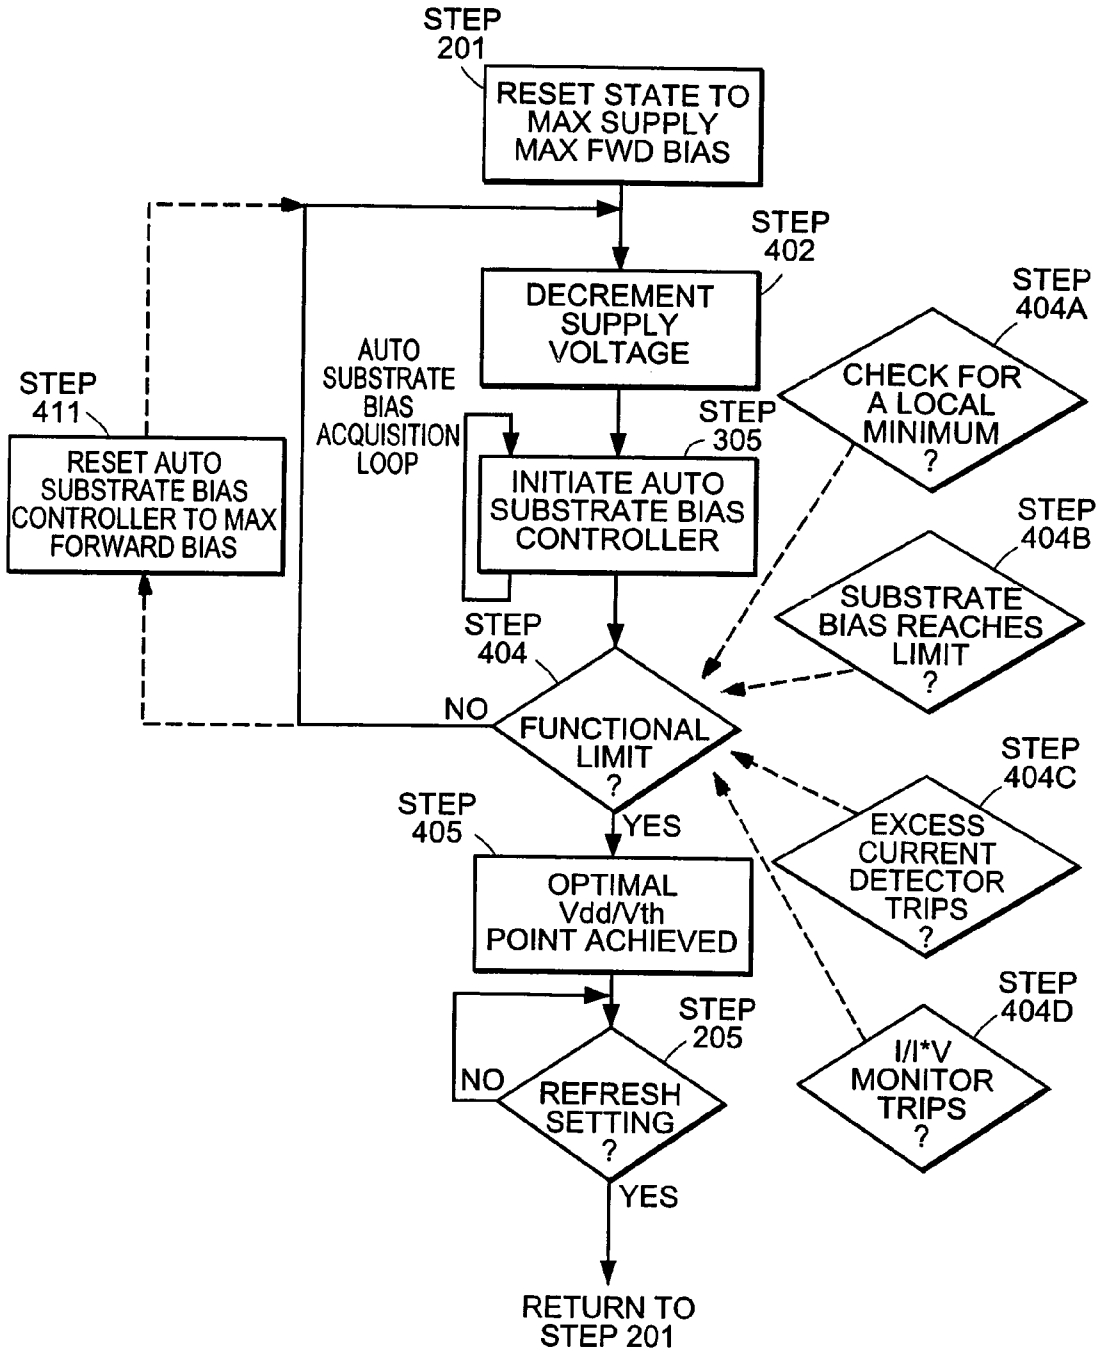 STEP
201
RESET STATE TO
MAX SUPPLY
MAX FWD BIAS
STEP
402
DECREMENT
SUPPLY
VOLTAGE
STEP
404A
CHECK FOR
A LOCAL
MINIMUM
?
AUTO
SUBSTRATE
BIAS
ACQUISITION
LOOP
STEP
411
RESET AUTO
SUBSTRATE BIAS
CONTROLLER TO MAX
FORWARD BIAS
STEP
305
INITIATE AUTO
SUBSTRATE BIAS
CONTROLLER
STEP
404B
SUBSTRATE
BIAS REACHES
LIMIT
?
STEP
404
NO
FUNCTIONAL
LIMIT
?
YES
STEP
404C
EXCESS
CURRENT
DETECTOR
TRIPS
?
STEP
405
OPTIMAL
Vdd/Vth
POINT ACHIEVED
STEP
404D
I/I*V
MONITOR
TRIPS
?
STEP
205
NO
REFRESH
SETTING
?
YES
RETURN TO
STEP 201